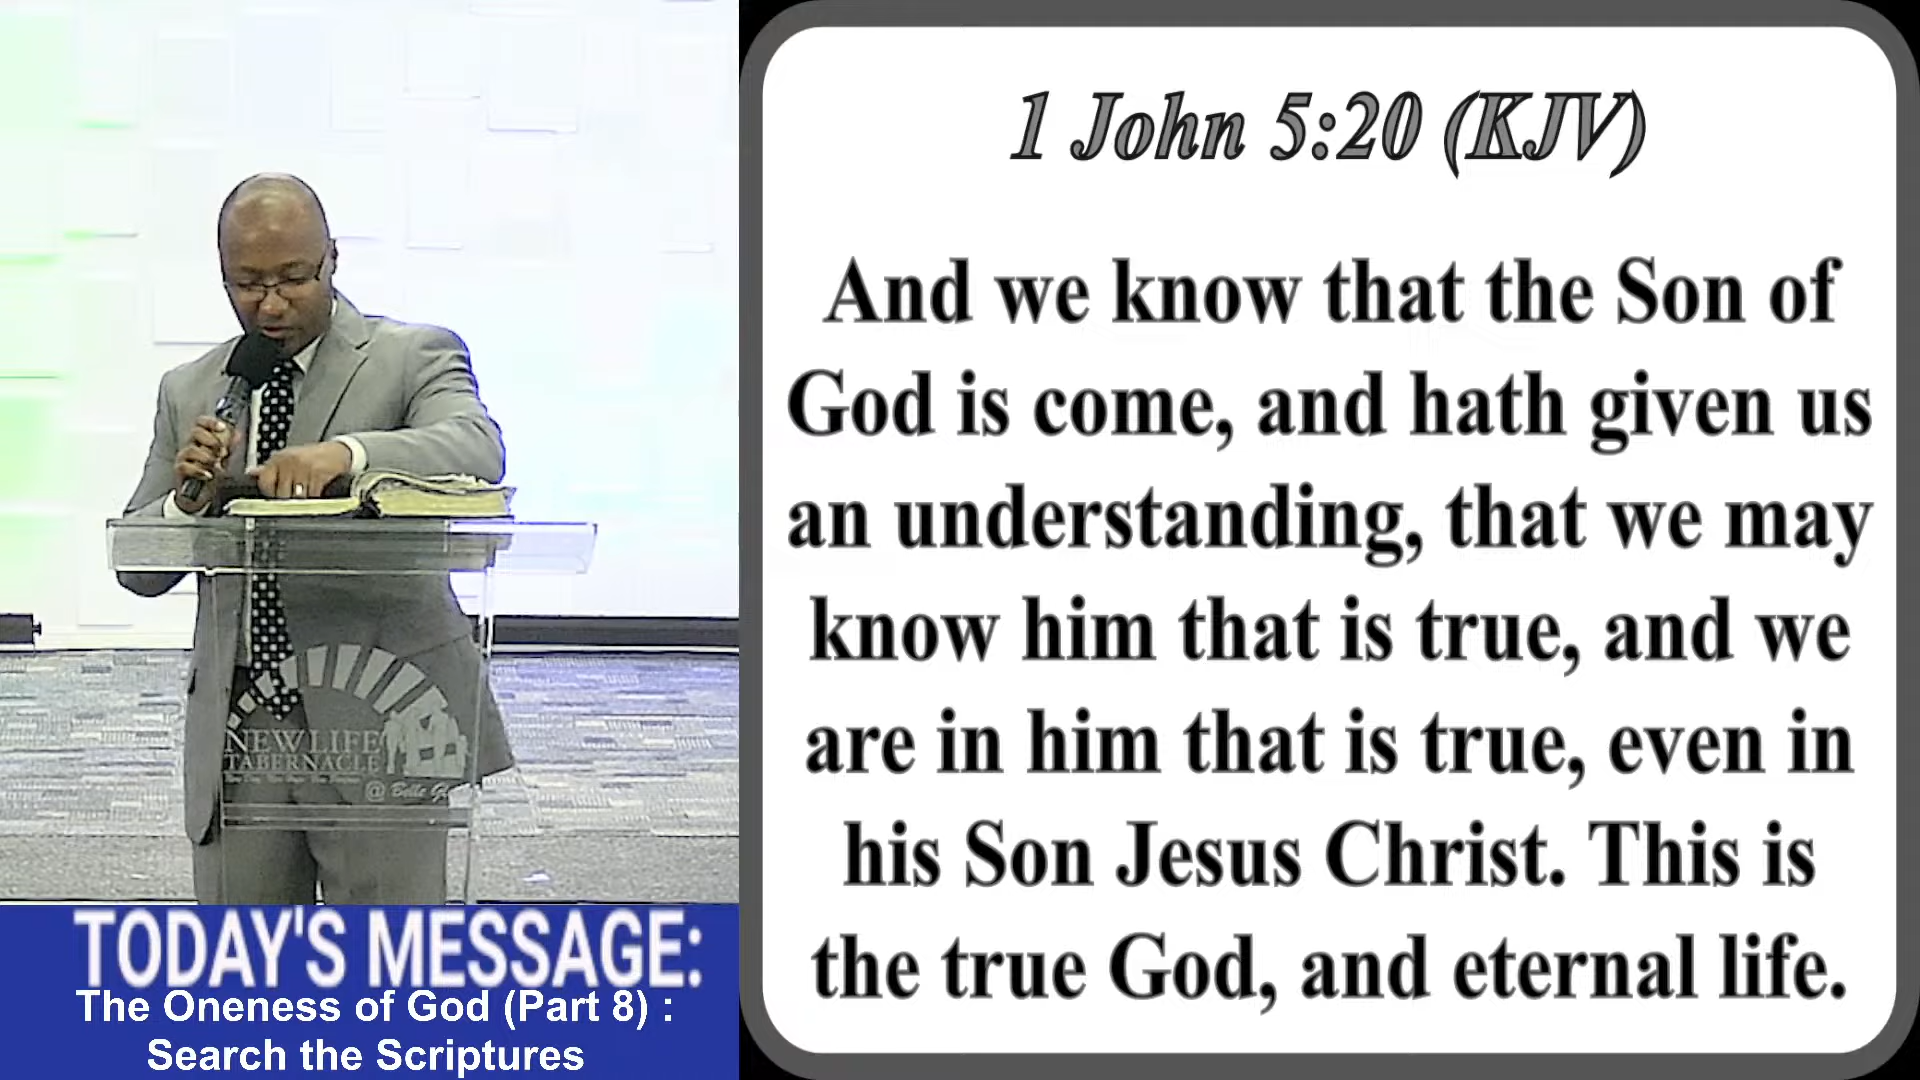 1 John 5:20 (KJV)
And we know that the Son of
God is come, and hath given us
an understanding, that we may
know him that is true, and we
are in him that is true, even in
his Son Jesus Christ. This is
the true God, and eternal life.
NEW LIFE
TABERNACLE
@ Belle
TODAY'S MESSAGE:
The Oneness of God (Part 8) :
Search the Scriptures